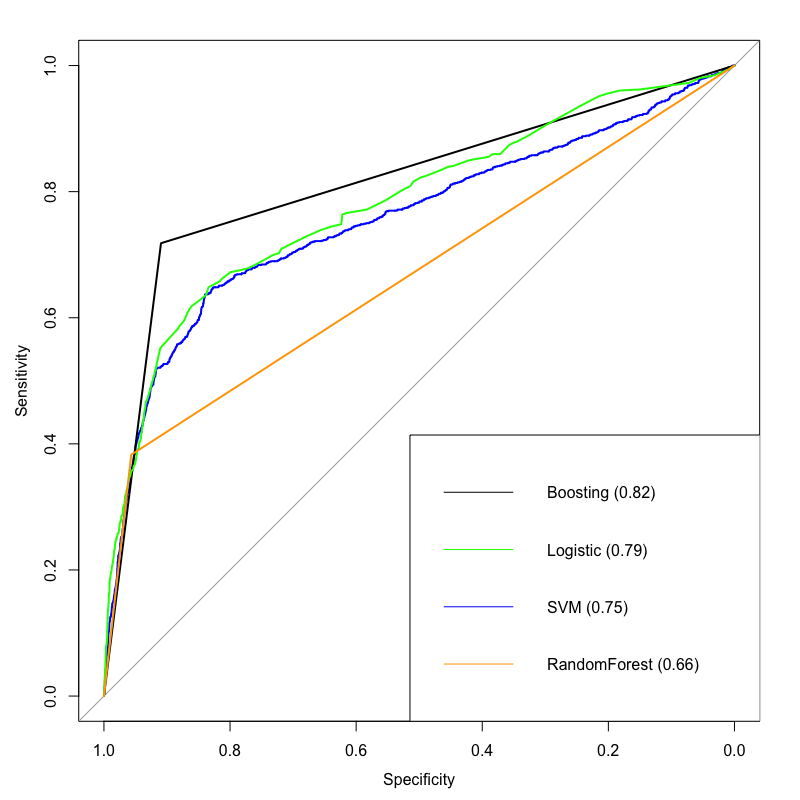 1.0
0.8
0.6
0.4
0.2
0.0
Sensitivity
Boosting (0.82)
Logistic (0.79)
SVM (0.75)
RandomForest (0.66)
1.0 0.8 0.6 0.4 0.2 0.0
Specificity